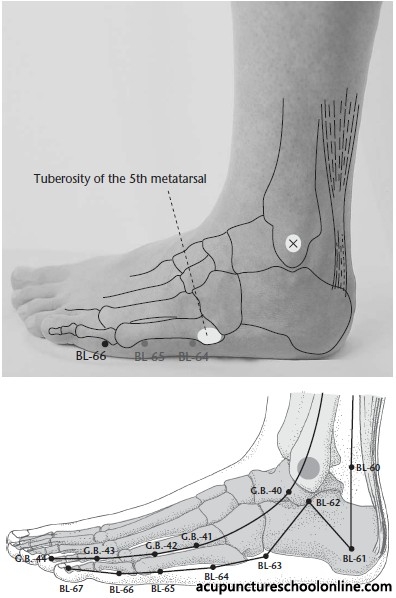 Tuberosity of the 5th metatarsal
BL-66 BL-65 BL-64
BL-60
G.B.-40
BL-62
G.B.-41
G.B.-42
G.B.-43
G.B.-44
BL-61
BL-63
BL-64
BL-65
BL-66
BL-67
acupunctureschoolonline.com